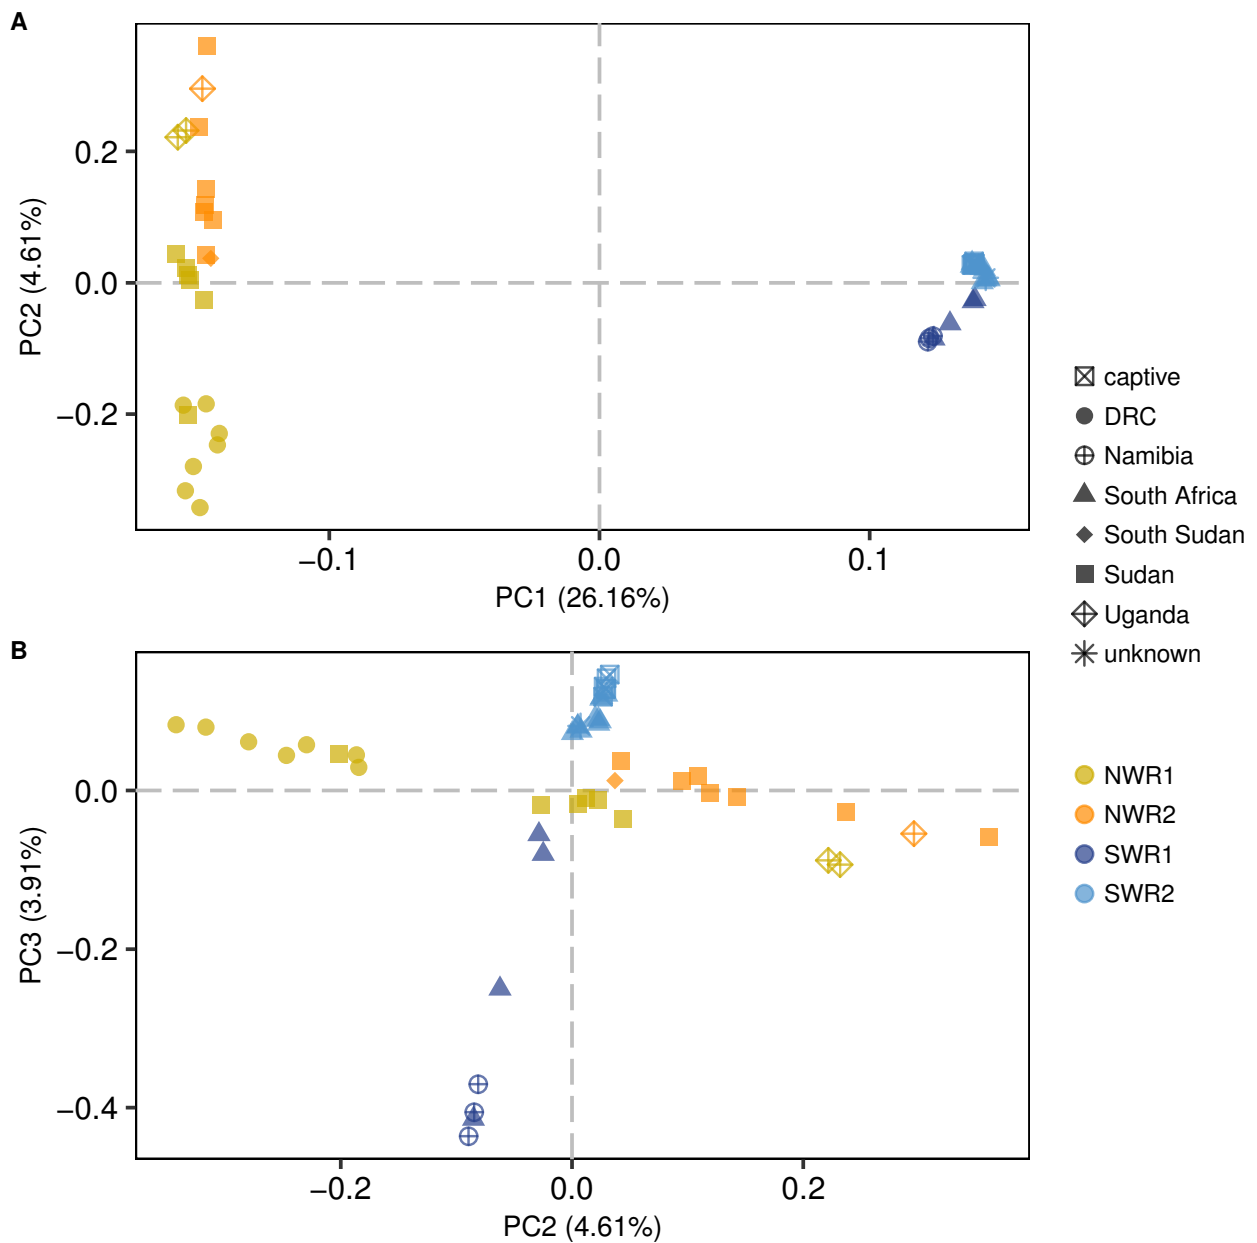 A
0.2
0.0
−0.2
PC2 (4.61%)
−0.1
0.0
0.1
PC1 (26.16%)
captive
DRC
Namibia
South Africa
South Sudan
Sudan
Uganda
unknown
B
0.0
−0.2
−0.4
PC3 (3.91%)
−0.2
0.0
0.2
PC2 (4.61%)
NWR1
NWR2
SWR1
SWR2